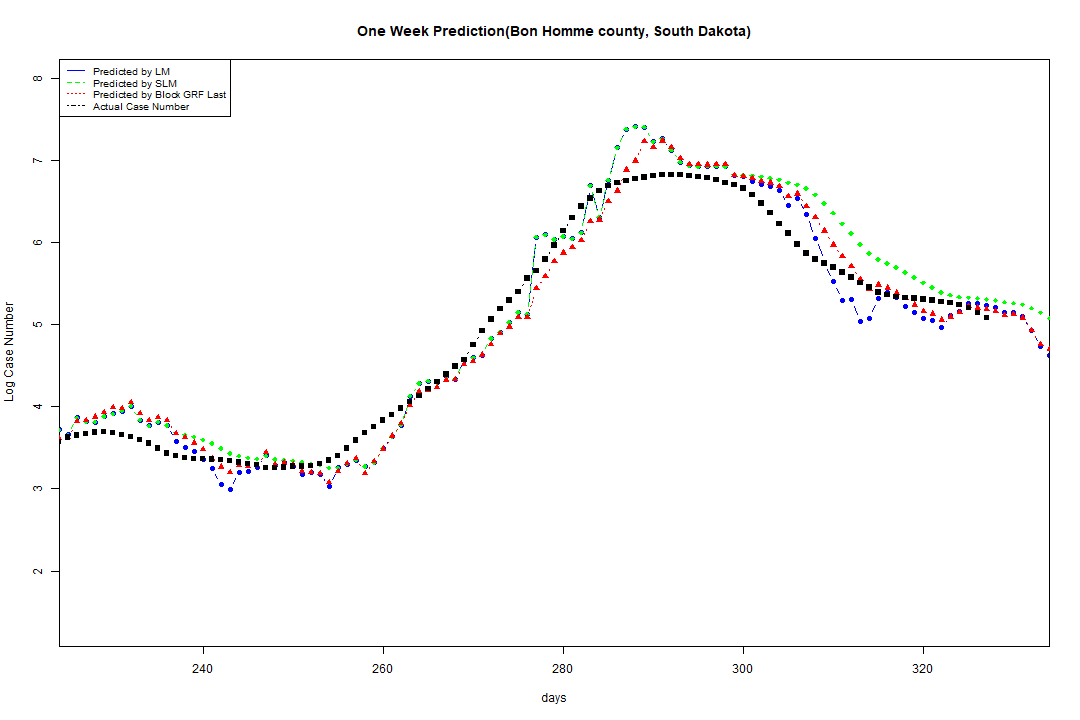 One Week Prediction(Bon Homme county, South Dakota)
Predicted by LM
Predicted by SLM
Predicted by Block GRF Last
Actual Case Number
8
7
6
5
4
3
2
Log Case Number
240 260 280 300 320
days